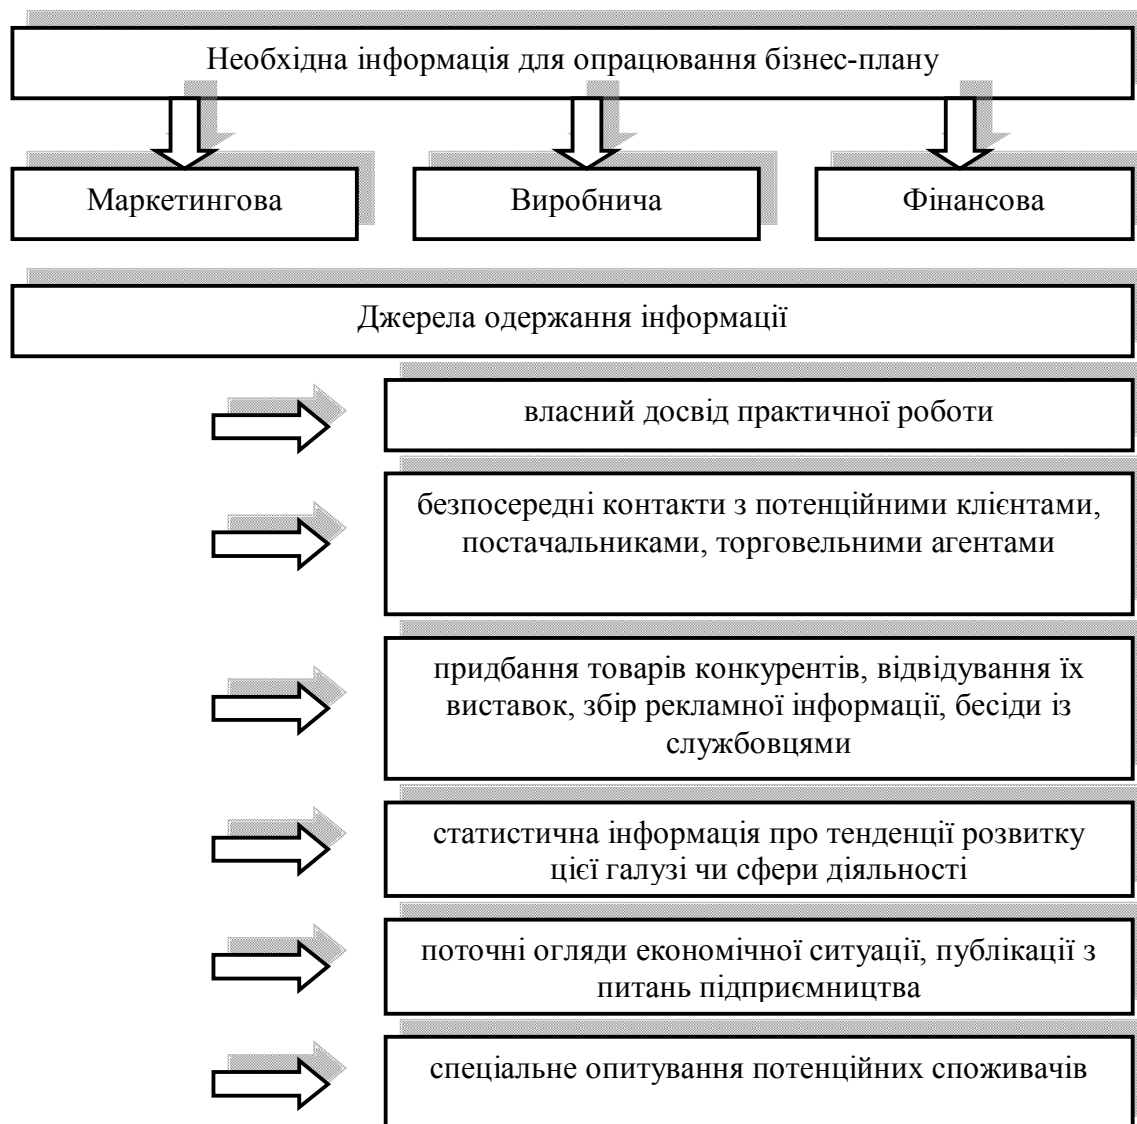 Необхідна інформація для опрацювання бізнес-плану
Маркетингова
Виробнича
Фінансова
Джерела одержання інформації
власний досвід практичної роботи
безпосередні контакти з потенційними клієнтами,
постачальниками, торговельними агентами
придбання товарів конкурентів, відвідування їх
виставок, збір рекламної інформації, бесіди із
службовцями
статистична інформація про тенденції розвитку
цієї галузі чи сфери діяльності
поточні огляди економічної ситуації, публікації з
питань підприємництва
спеціальне опитування потенційних споживачів